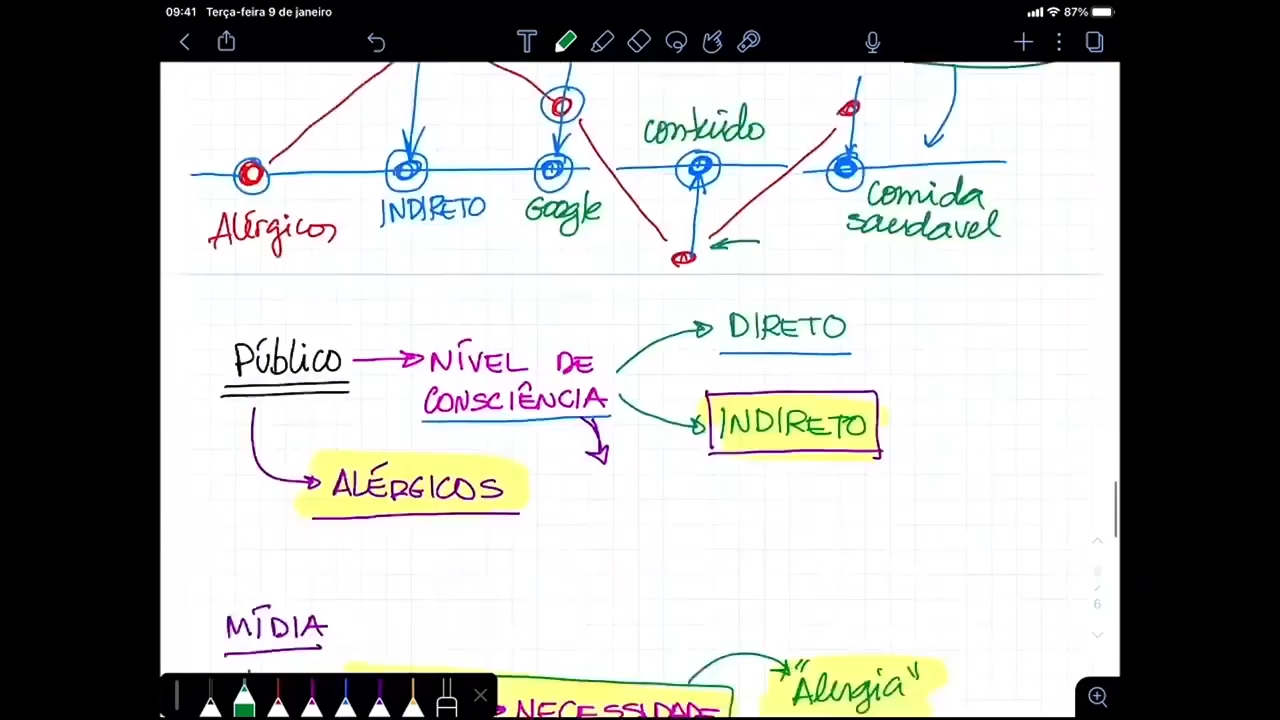 09:41 Terça-feira 9 de janeiro
87%
conteúdo
Alérgicos
INDIRETO
Google
Comida
saudavel
Público
NÍVEL DE
CONSCIÊNCIA
DIRETO
INDIRETO
ALÉRGICOS
MÍDIA
6
"Alergia"
NECESSIDADE